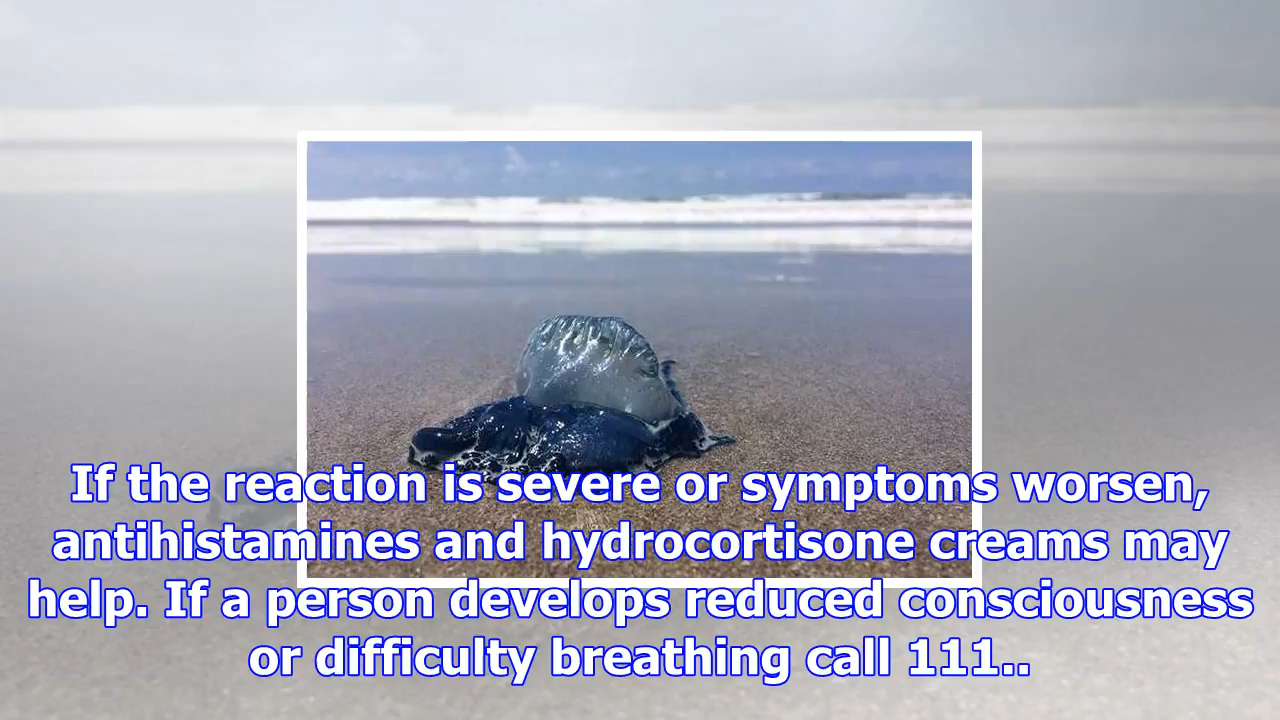 If the reaction is severe or symptoms worsen,
antihistamines and hydrocortisone creams may
help. If a person develops reduced consciousness
or difficulty breathing call 111..